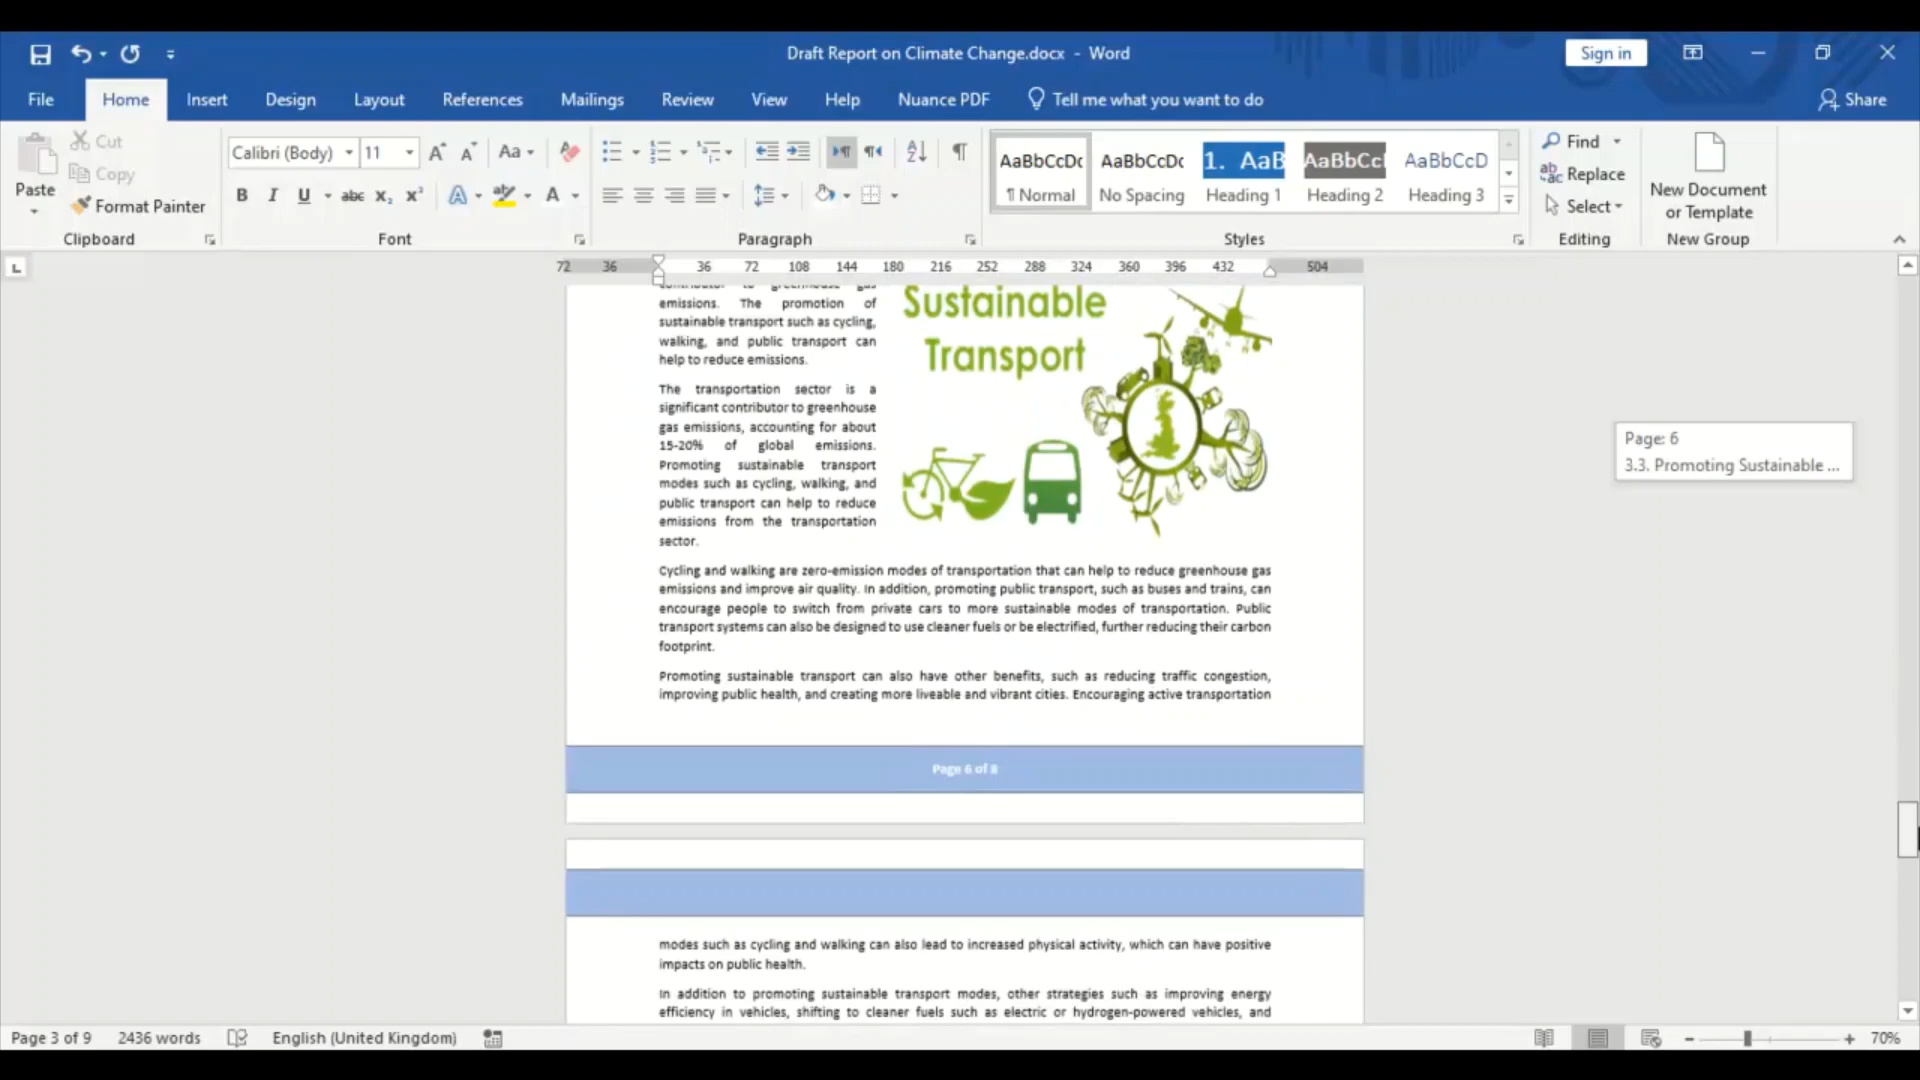 Draft Report on Climate Change.docx - Word
Sign in
File Home Insert Design Layout References Mailings Review View Help Nuance PDF Tell me what you want to do Share
Paste
Cut
Copy
Format Painter
Clipboard
Calibri (Body) 11
Font
Paragraph
AaBbCcDc AaBbCcDc 1. AaB AaBbCcI AaBbCcD
¶ Normal No Spacing Heading 1 Heading 2 Heading 3
Styles
Find
Replace
Select
Editing
New Document
or Template
New Group
72 36 36 72 108 144 180 216 252 288 324 360 396 432 504
contributor to greenhouse gas
emissions. The promotion of
sustainable transport such as cycling,
walking, and public transport can
help to reduce emissions.
The transportation sector is a
significant contributor to greenhouse
gas emissions, accounting for about
15-20% of global emissions.
Promoting sustainable transport
modes such as cycling, walking, and
public transport can help to reduce
emissions from the transportation
sector.
Sustainable
Transport
Page: 6
3.3. Promoting Sustainable ...
Cycling and walking are zero-emission modes of transportation that can help to reduce greenhouse gas
emissions and improve air quality. In addition, promoting public transport, such as buses and trains, can
encourage people to switch from private cars to more sustainable modes of transportation. Public
transport systems can also be designed to use cleaner fuels or be electrified, further reducing their carbon
footprint.
Promoting sustainable transport can also have other benefits, such as reducing traffic congestion,
improving public health, and creating more liveable and vibrant cities. Encouraging active transportation
Page 6 of 8
modes such as cycling and walking can also lead to increased physical activity, which can have positive
impacts on public health.
In addition to promoting sustainable transport modes, other strategies such as improving energy
efficiency in vehicles, shifting to cleaner fuels such as electric or hydrogen-powered vehicles, and
Page 3 of 9 2436 words English (United Kingdom) 70%